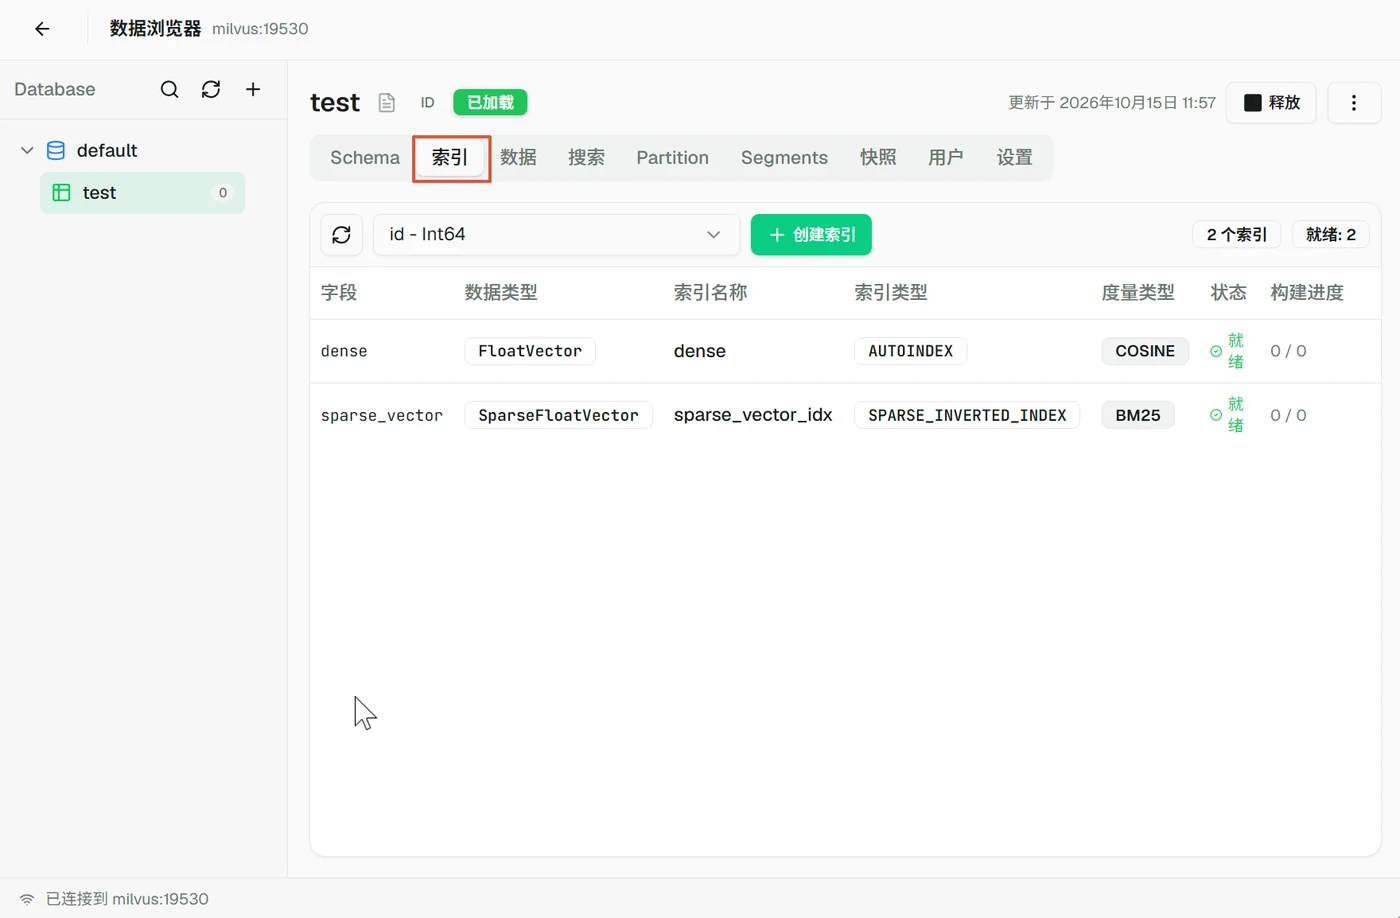 数据浏览器 milvus:19530
Database
default
test 0
test ID 已加载 更新于 2026年10月15日 11:57 释放
Schema 索引 数据 搜索 Partition Segments 快照 用户 设置
id - Int64 + 创建索引 2 个索引 就绪: 2
字段 数据类型 索引名称 索引类型 度量类型 状态 构建进度
dense FloatVector dense AUTOINDEX COSINE 就绪 0 / 0
sparse_vector SparseFloatVector sparse_vector_idx SPARSE_INVERTED_INDEX BM25 就绪 0 / 0
已连接到 milvus:19530